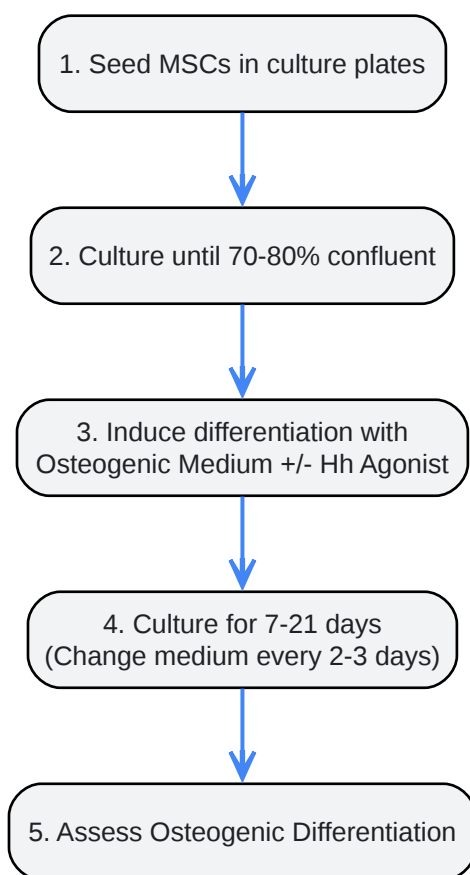 1. Seed MSCs in culture plates
2. Culture until 70-80% confluent
3. Induce differentiation with
Osteogenic Medium +/- Hh Agonist
4. Culture for 7-21 days
(Change medium every 2-3 days)
5. Assess Osteogenic Differentiation